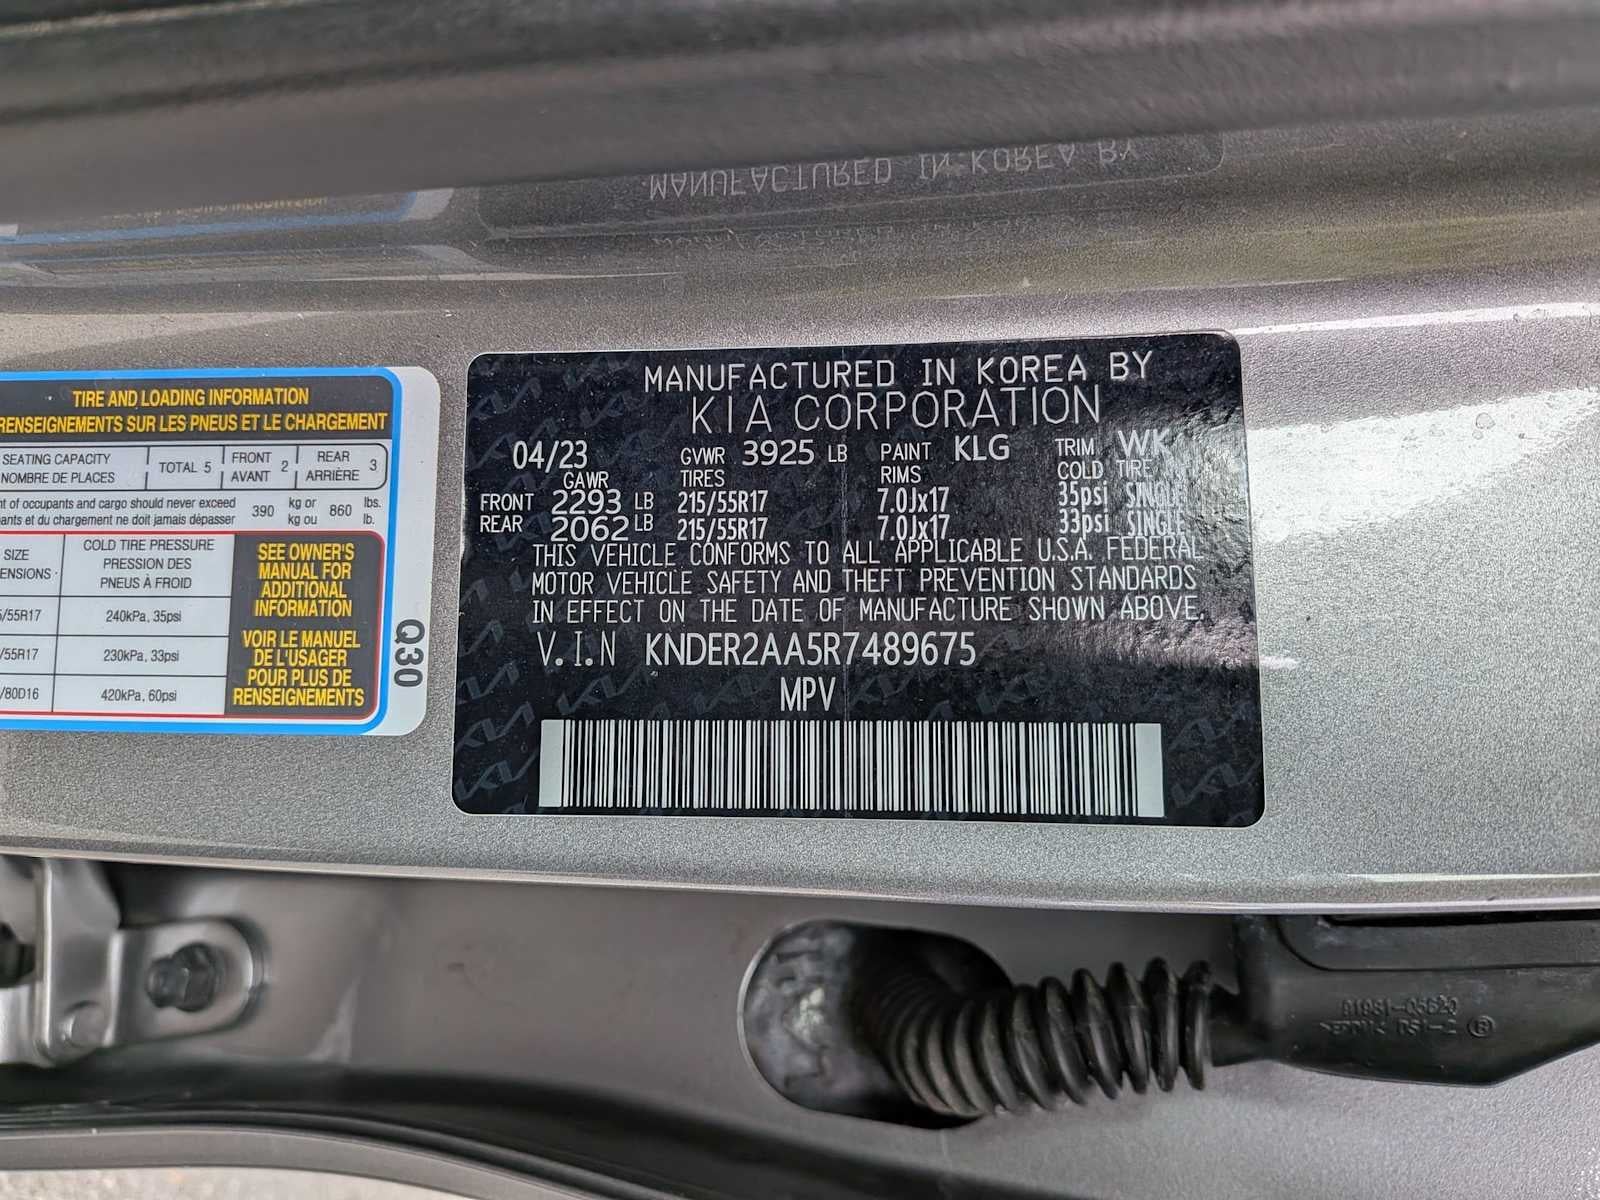 TIRE AND LOADING INFORMATION
RENSEIGNEMENTS SUR LES PNEUS ET LE CHARGEMENT
SEATING CAPACITY
NOMBRE DE PLACES
TOTAL 5
FRONT
AVANT
2
REAR
ARRIÈRE
3
of occupants and cargo should never exceed
et du chargement ne doit jamais dépasser
390
kg or
kg ou
860
lbs.
lb.
SIZE
COLD TIRE PRESSURE
PRESSION DES
PNEUS À FROID
/55R17 240kPa, 35psi
/55R17 230kPa, 33psi
/80D16 420kPa, 60psi
SEE OWNER'S
MANUAL FOR
ADDITIONAL
INFORMATION
VOIR LE MANUEL
DE L'USAGER
POUR PLUS DE
RENSEIGNEMENTS
Q30
MANUFACTURED IN KOREA BY
KIA CORPORATION
04/23 GVWR 3925 LB PAINT KLG TRIM WK
GAWR TIRES RIMS COLD TIRE
FRONT 2293 LB 215/55R17 7.0Jx17 35psi SINGLE
REAR 2062 LB 215/55R17 7.0Jx17 33psi SINGLE
THIS VEHICLE CONFORMS TO ALL APPLICABLE U.S.A. FEDERAL
MOTOR VEHICLE SAFETY AND THEFT PREVENTION STANDARDS
IN EFFECT ON THE DATE OF MANUFACTURE SHOWN ABOVE.
V.I.N KNDER2AA5R7489675
MPV